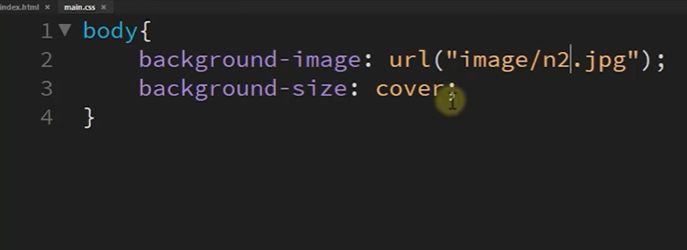 index.html × main.css ×
1 body{
2 background-image: url("image/n2.jpg");
3 background-size: cover;
4 }